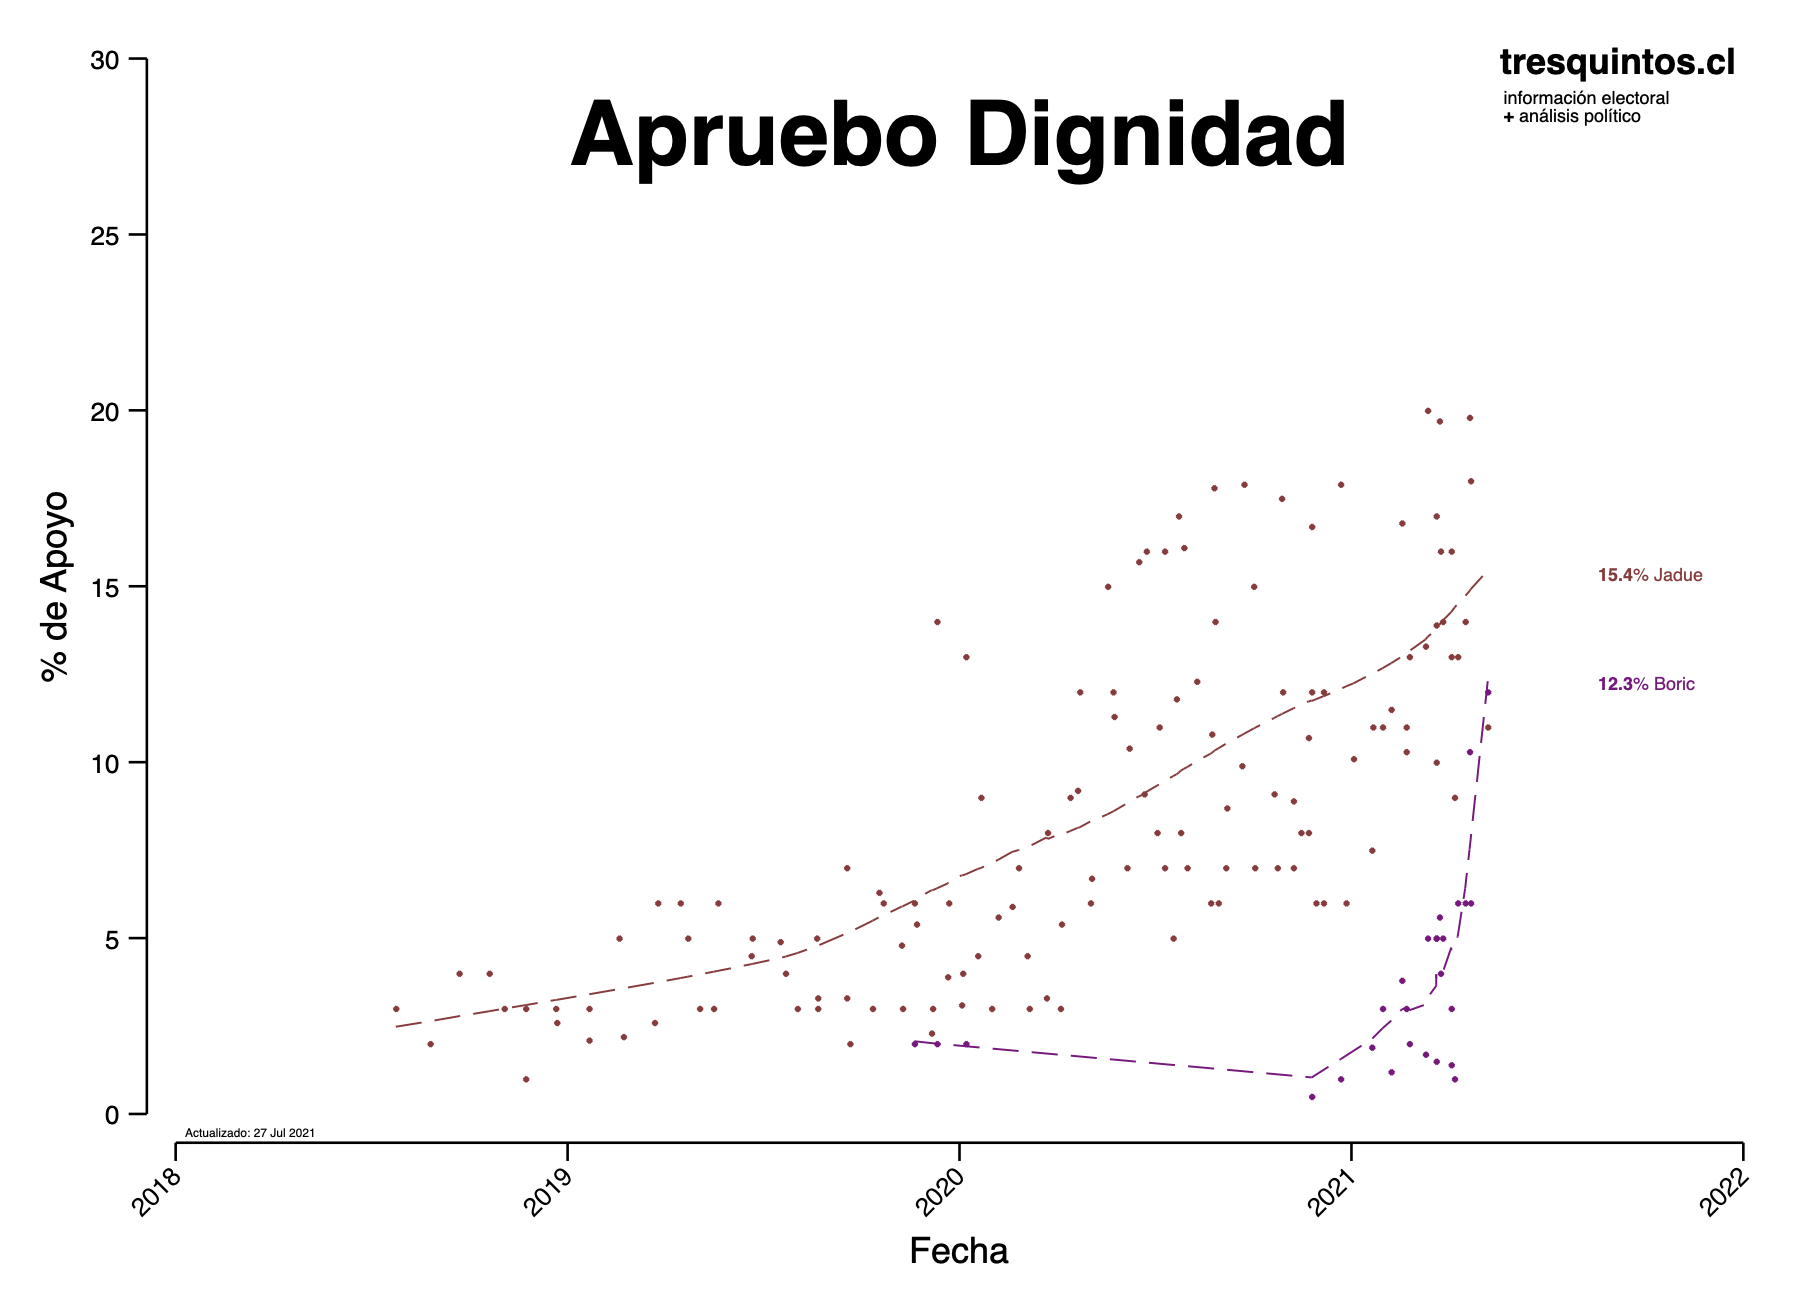 tresquintos.cl
información electoral
+ análisis político
Apruebo Dignidad
30
25
20
15
10
5
0
% de Apoyo
15.4% Jadue
12.3% Boric
Actualizado: 27 Jul 2021
2018
2019
2020
2021
2022
Fecha